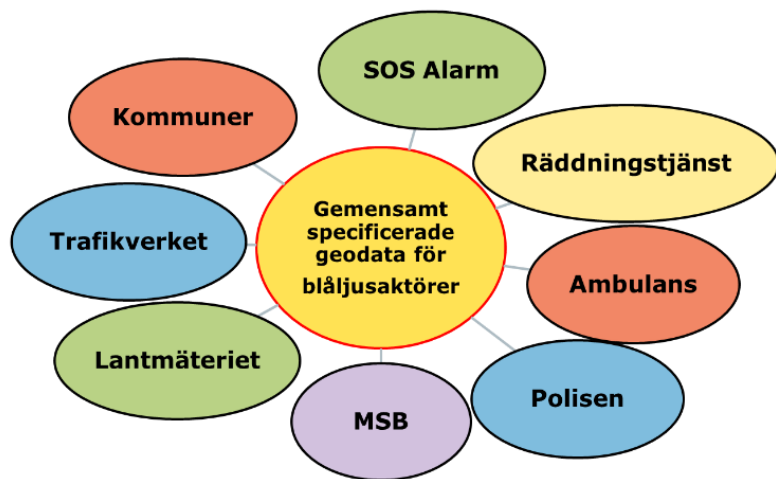 SOS Alarm
Kommuner
Räddningstjänst
Gemensamt
specificerade
geodata för
blåljusaktörer
Trafikverket
Ambulans
Lantmäteriet
Polisen
MSB